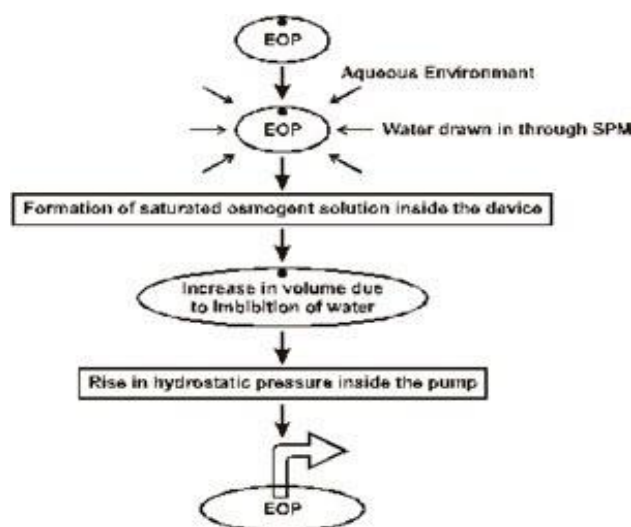 EOP
Aqueous Environment
EOP
Water drawn in through SPM
Formation of saturated osmogent solution inside the device
Increase in volume due
to imbibition of water
Rise in hydrostatic pressure inside the pump
EOP